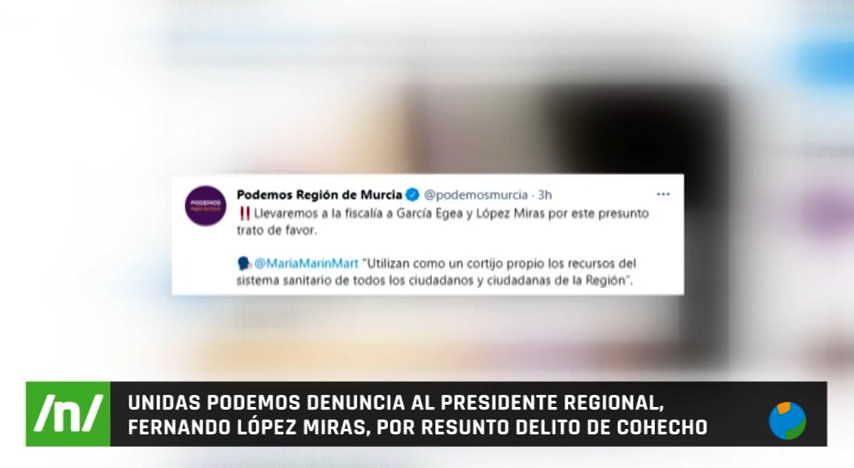 PODEMOS
Podemos Región de Murcia @podemosmurcia · 3h
‼️Llevaremos a la fiscalía a García Egea y López Miras por este presunto
trato de favor.
🗣️@MariaMarinMart "Utilizan como un cortijo propio los recursos del
sistema sanitario de todos los ciudadanos y ciudadanas de la Región".
/n/
UNIDAS PODEMOS DENUNCIA AL PRESIDENTE REGIONAL,
FERNANDO LÓPEZ MIRAS, POR RESUNTO DELITO DE COHECHO